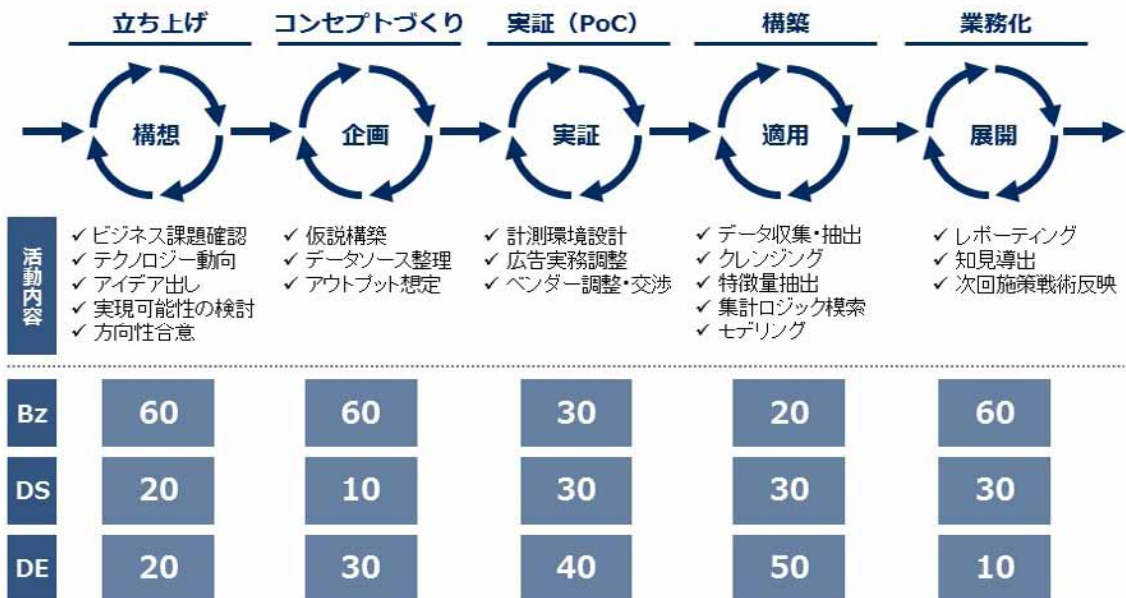 立ち上げ
コンセプトづくり
実証（PoC）
構築
業務化
構想
企画
実証
適用
展開
活動内容
✓ ビジネス課題確認
✓ テクノロジー動向
✓ アイデア出し
✓ 実現可能性の検討
✓ 方向性合意
✓ 仮説構築
✓ データソース整理
✓ アウトプット想定
✓ 計測環境設計
✓ 広告実務調整
✓ ベンダー調整・交渉
✓ データ収集・抽出
✓ クレンジング
✓ 特徴量抽出
✓ 集計ロジック模索
✓ モデリング
✓ レポーティング
✓ 知見導出
✓ 次回施策戦術反映
Bz 60 60 30 20 60
DS 20 10 30 30 30
DE 20 30 40 50 10